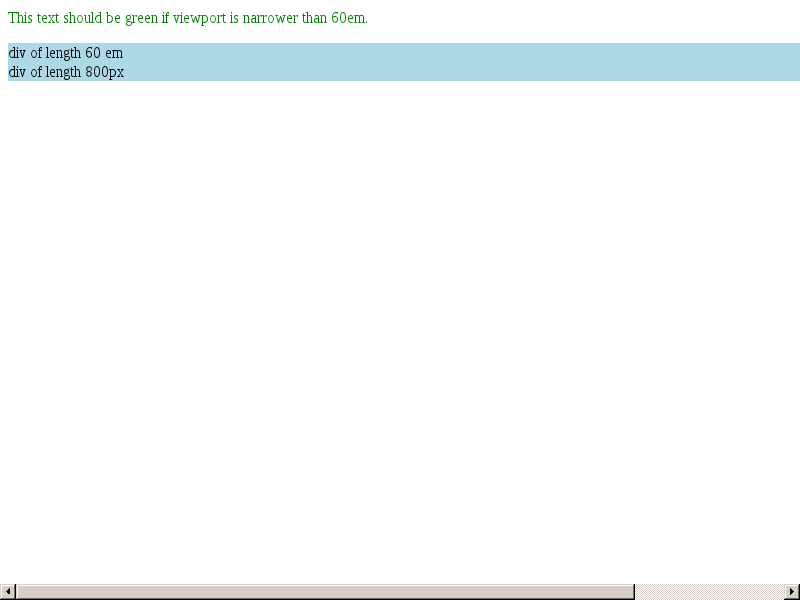 This text should be green if viewport is narrower than 60em.
div of length 60 em
div of length 800px